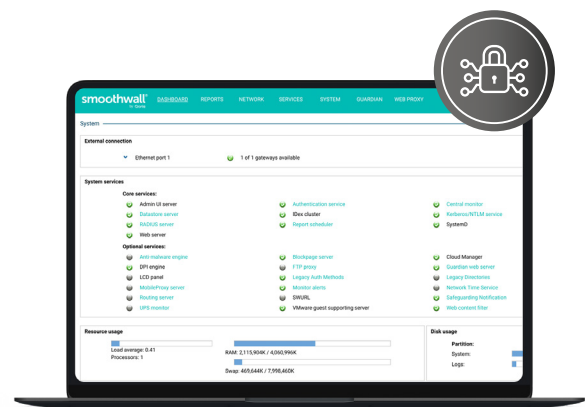 smoothwall®
by Qoria
DASHBOARD REPORTS NETWORK SERVICES SYSTEM GUARDIAN WEB PROXY
System
External connection
Ethernet port 1 1 of 1 gateways available
System services
Core services:
Admin UI server Authentication service Central monitor
Datastore server IDex cluster Kerberos/NTLM service
RADIUS server Report scheduler SystemD
Web server
Optional services:
Anti-malware engine Blockpage server Cloud Manager
DPI engine FTP proxy Guardian web server
LCD panel Legacy Auth Methods Legacy Directories
MobileProxy server Monitor alerts Network Time Service
Routing server SWURL Safeguarding Notification
UPS monitor VMware guest supporting server Web content filter
Resource usage Disk usage
Load average: 0.41 RAM: 2,115,904K / 4,060,996K Partition:
Processors: 1 System:
Swap: 469,644K / 7,998,460K Logs: